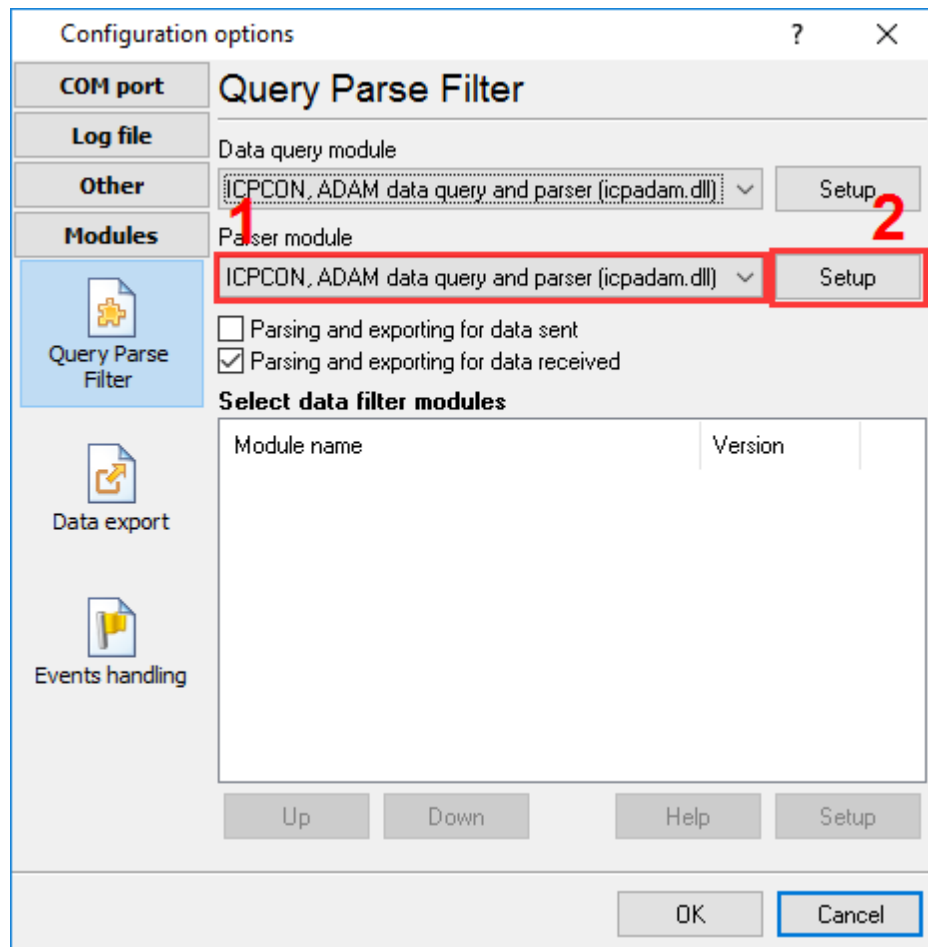 Configuration options
?
COM port
Log file
Other
Modules
Query Parse
Filter
Data export
Events handling
Query Parse Filter
Data query module
ICPCON, ADAM data query and parser (icpadam.dll)
Setup
1
2
Parser module
ICPCON, ADAM data query and parser (icpadam.dll)
Setup
Parsing and exporting for data sent
Parsing and exporting for data received
Select data filter modules
Module name Version
Up Down Help Setup
OK Cancel